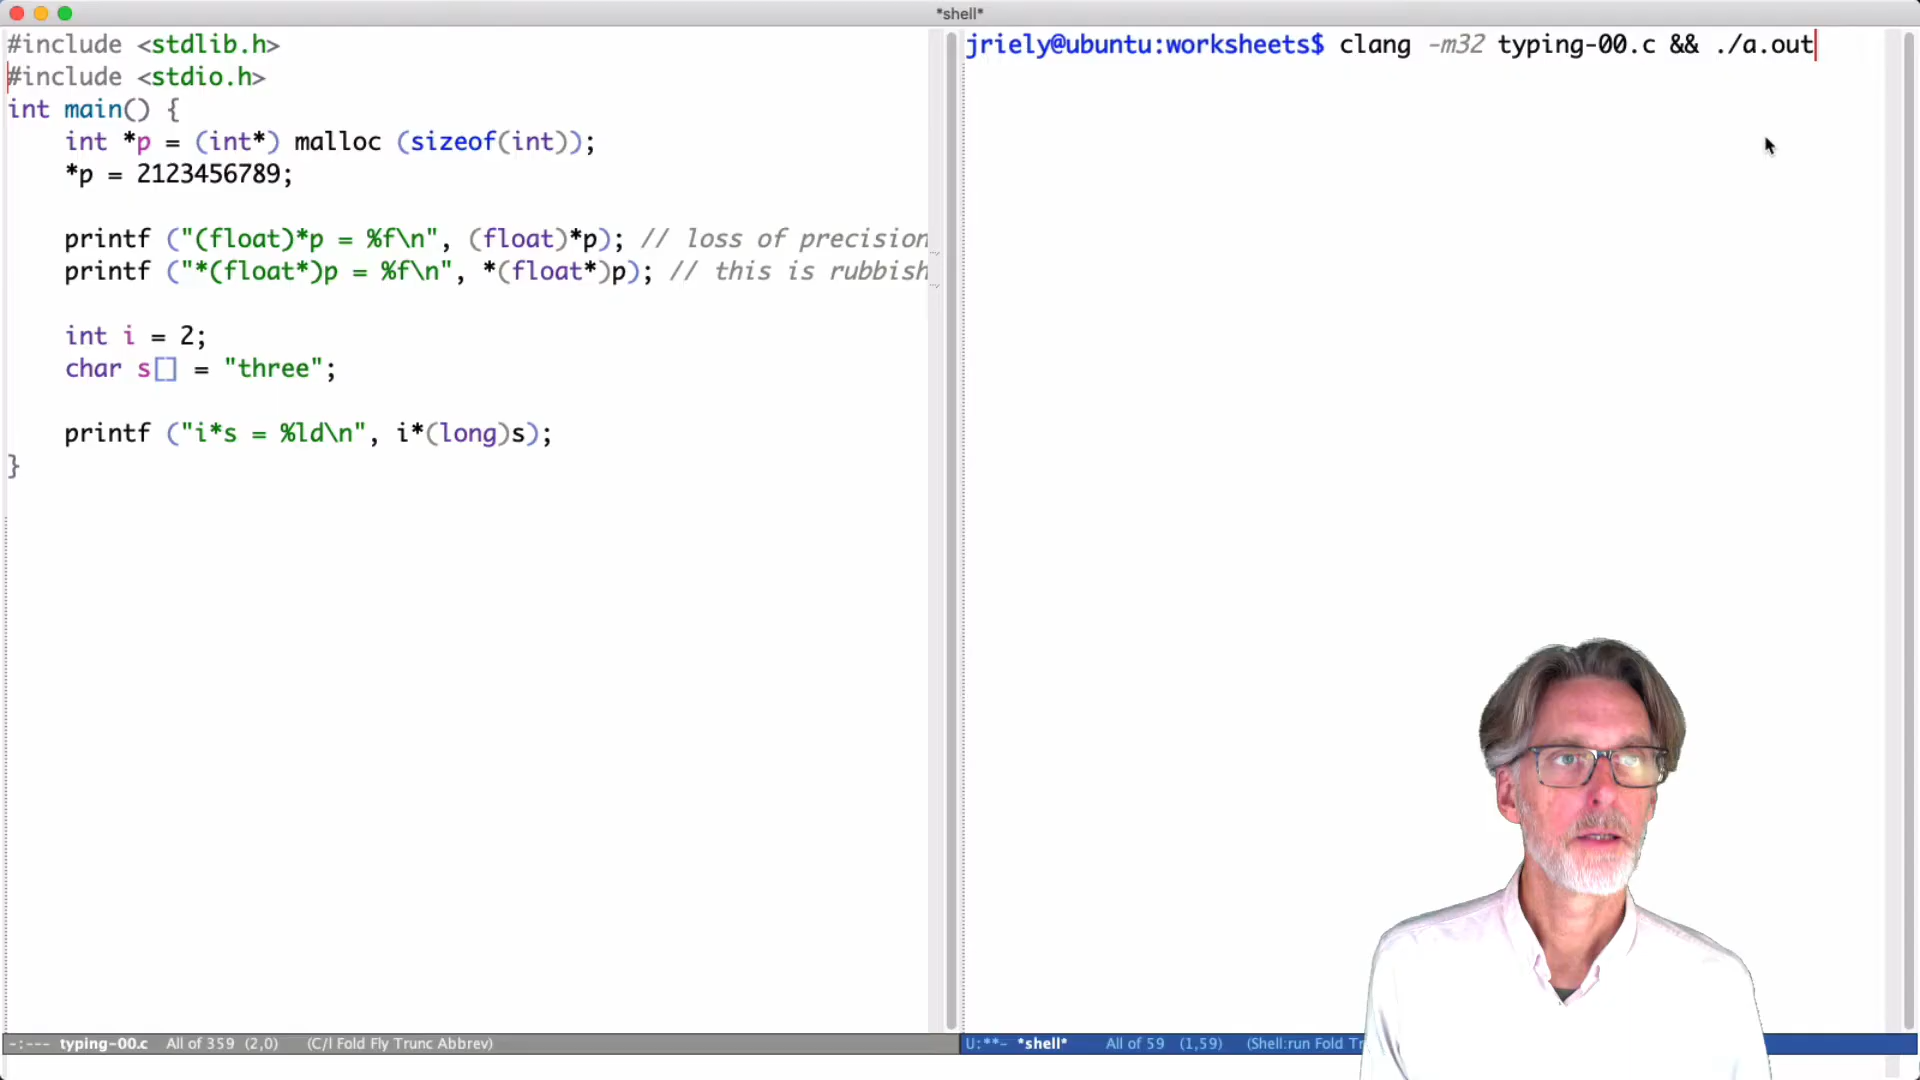 *shell*
#include <stdlib.h>
#include <stdio.h>
int main() {
    int *p = (int*) malloc (sizeof(int));
    *p = 2123456789;
    printf ("(float)*p = %f\n", (float)*p); // loss of precision
    printf ("*(float*)p = %f\n", *(float*)p); // this is rubbish
    int i = 2;
    char s[] = "three";
    printf ("i*s = %ld\n", i*(long)s);
}
-:--- typing-00.c All of 359 (2,0) (C/l Fold Fly Trunc Abbrev)
jriely@ubuntu:worksheets$ clang -m32 typing-00.c && ./a.out
U:**- *shell* All of 59 (1,59) (Shell:run Fold Tr